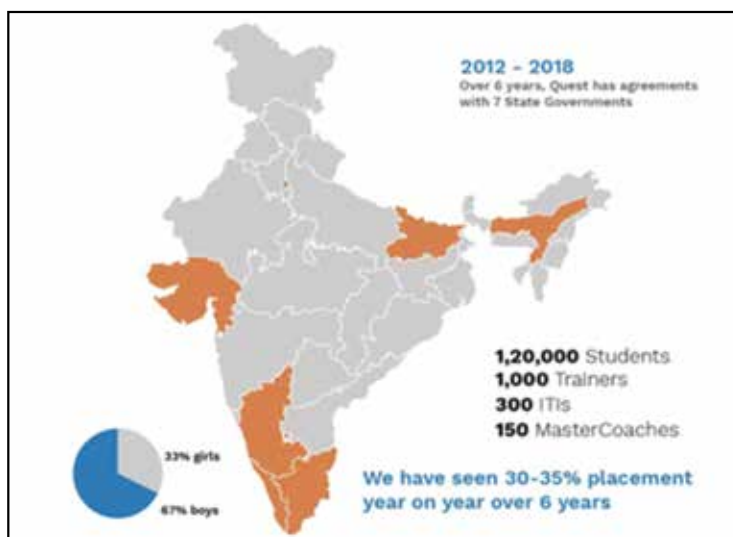 2012 - 2018
Over 6 years, Quest has agreements
with 7 State Governments
1,20,000 Students
1,000 Trainers
300 ITIs
150 MasterCoaches
33% girls
67% boys
We have seen 30-35% placement
year on year over 6 years